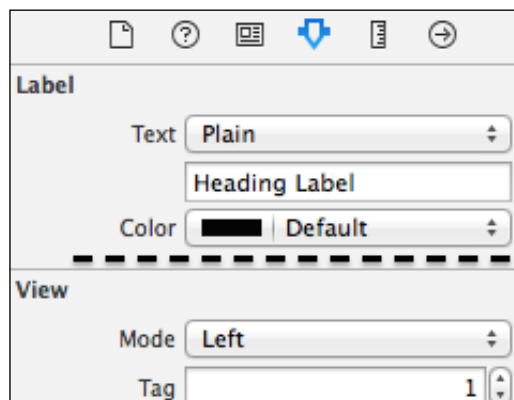 Label
Text Plain
Heading Label
Color Default
View
Mode Left
Tag 1